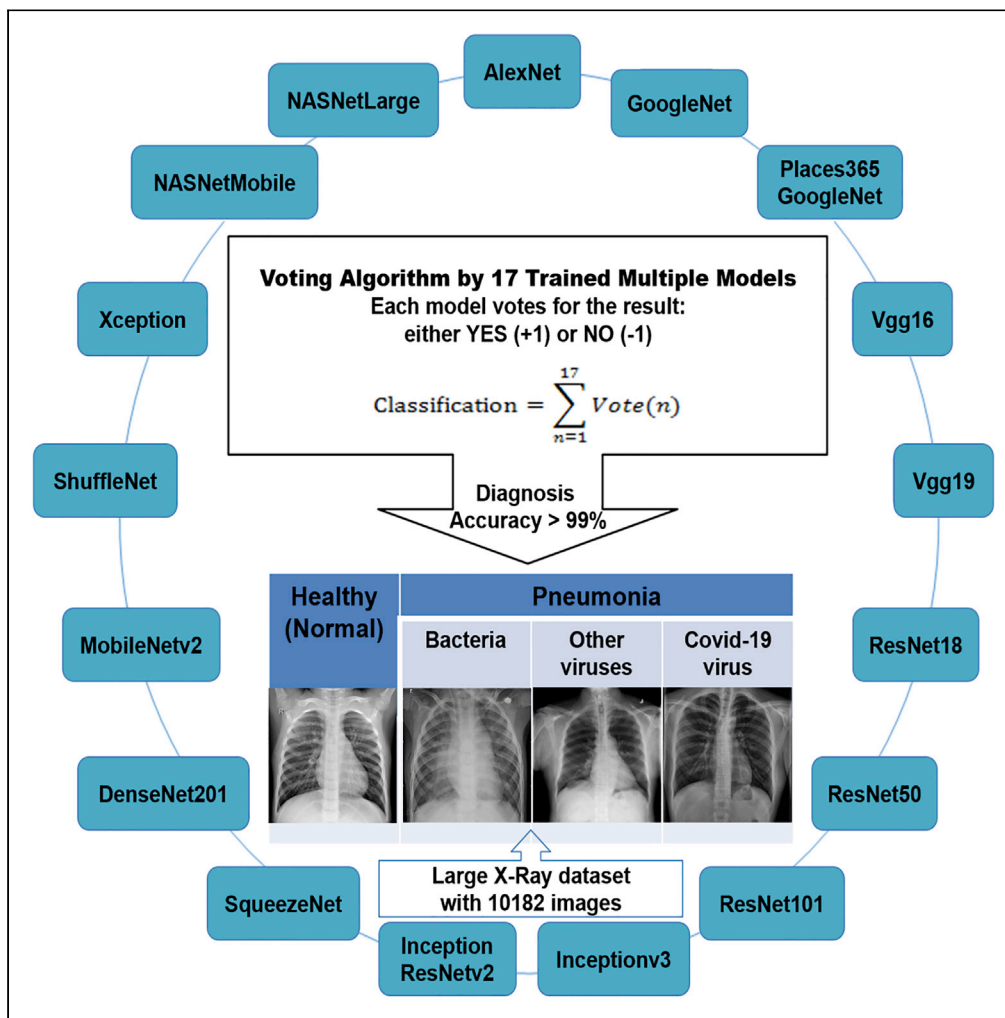 AlexNet
GoogleNet
Places365
GoogleNet
Vgg16
Vgg19
ResNet18
ResNet50
ResNet101
Inceptionv3
Inception
ResNetv2
SqueezeNet
DenseNet201
MobileNetv2
ShuffleNet
Xception
NASNetMobile
NASNetLarge
Voting Algorithm by 17 Trained Multiple Models
Each model votes for the result:
either YES (+1) or NO (-1)
Classification = ∑_{n=1}^{17} Vote(n)
Diagnosis
Accuracy > 99%
Healthy
(Normal)
Pneumonia
Bacteria
Other
viruses
Covid-19
virus
Large X-Ray dataset
with 10182 images